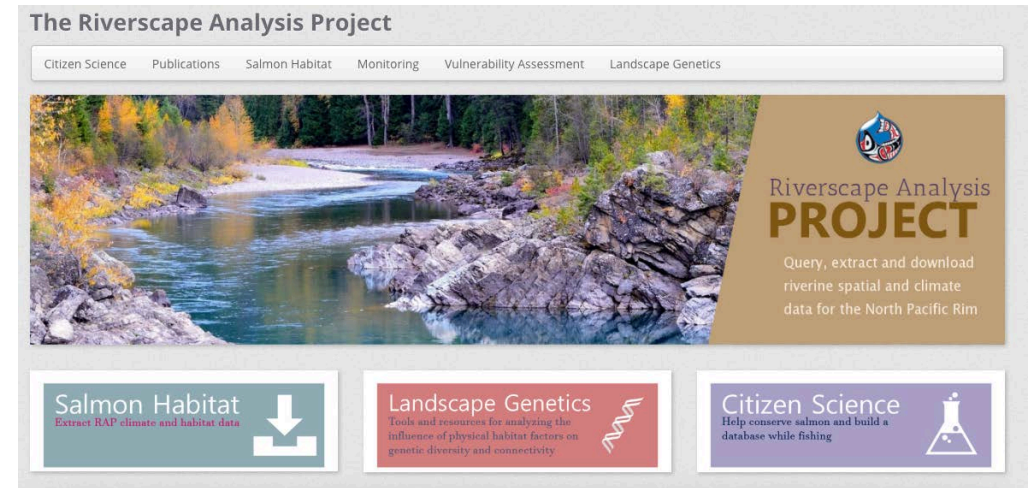 The Riverscape Analysis Project
Citizen Science Publications Salmon Habitat Monitoring Vulnerability Assessment Landscape Genetics
Riverscape Analysis
PROJECT
Query, extract and download
riverine spatial and climate
data for the North Pacific Rim
Salmon Habitat
Extract RAP climate and habitat data
Landscape Genetics
Tools and resources for analyzing the
influence of physical habitat factors on
genetic diversity and connectivity
Citizen Science
Help conserve salmon and build a
database while fishing